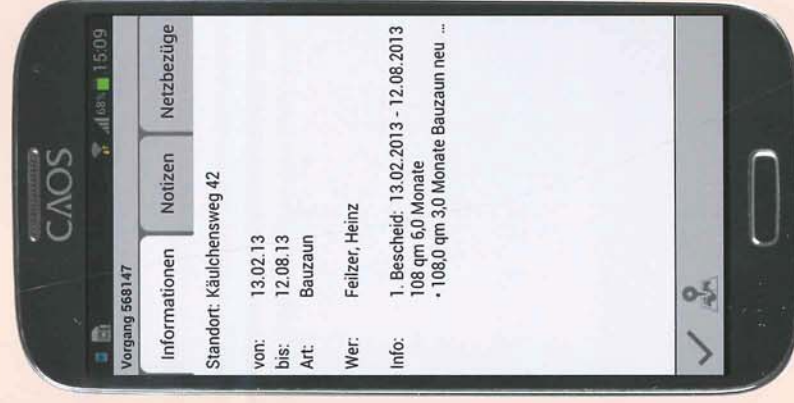 CAOS
68% 15:09
Vorgang 568147
Informationen Notizen Netzbezüge
Standort: Käulchensweg 42
von: 13.02.13
bis: 12.08.13
Art: Bauzaun
Wer: Feilzer, Heinz
Info: 1. Bescheid: 13.02.2013 - 12.08.2013
108 qm 6,0 Monate
• 108,0 qm 3,0 Monate Bauzaun neu ...